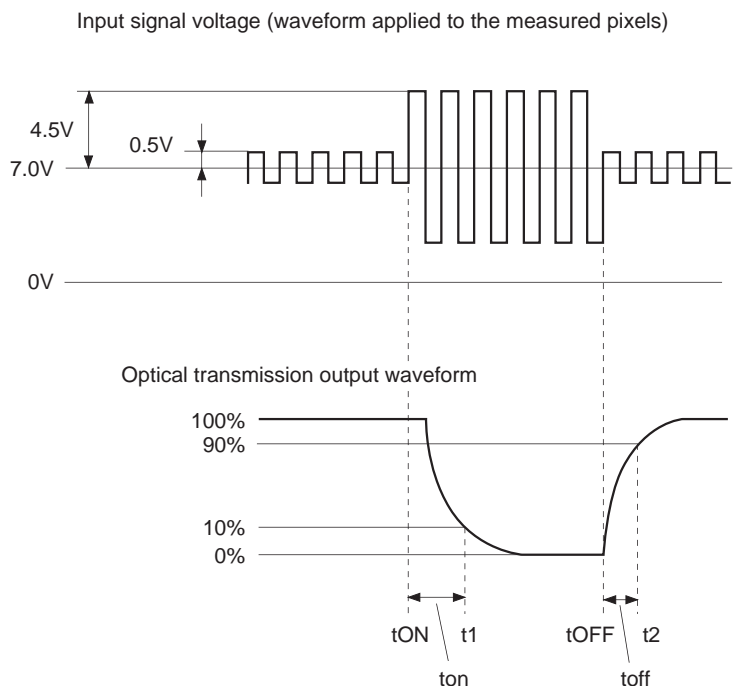 Input signal voltage (waveform applied to the measured pixels)
4.5V
0.5V
7.0V
0V
Optical transmission output waveform
100%
90%
10%
0%
tON t1 tOFF t2
ton toff